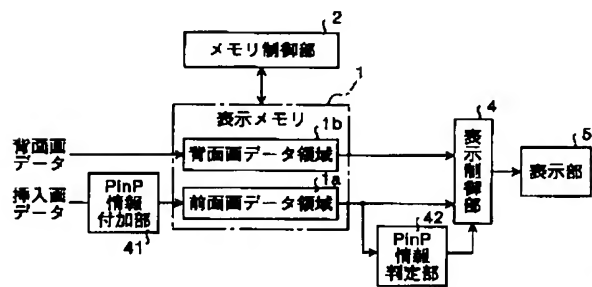 2
メモリ制御部
1
表示メモリ
1b
背面画
データ
背面画データ領域
4
表示制御部
5
表示部
挿入画
データ
PinP
情報
付加部
41
1a
前面画データ領域
42
PinP
情報
判定部